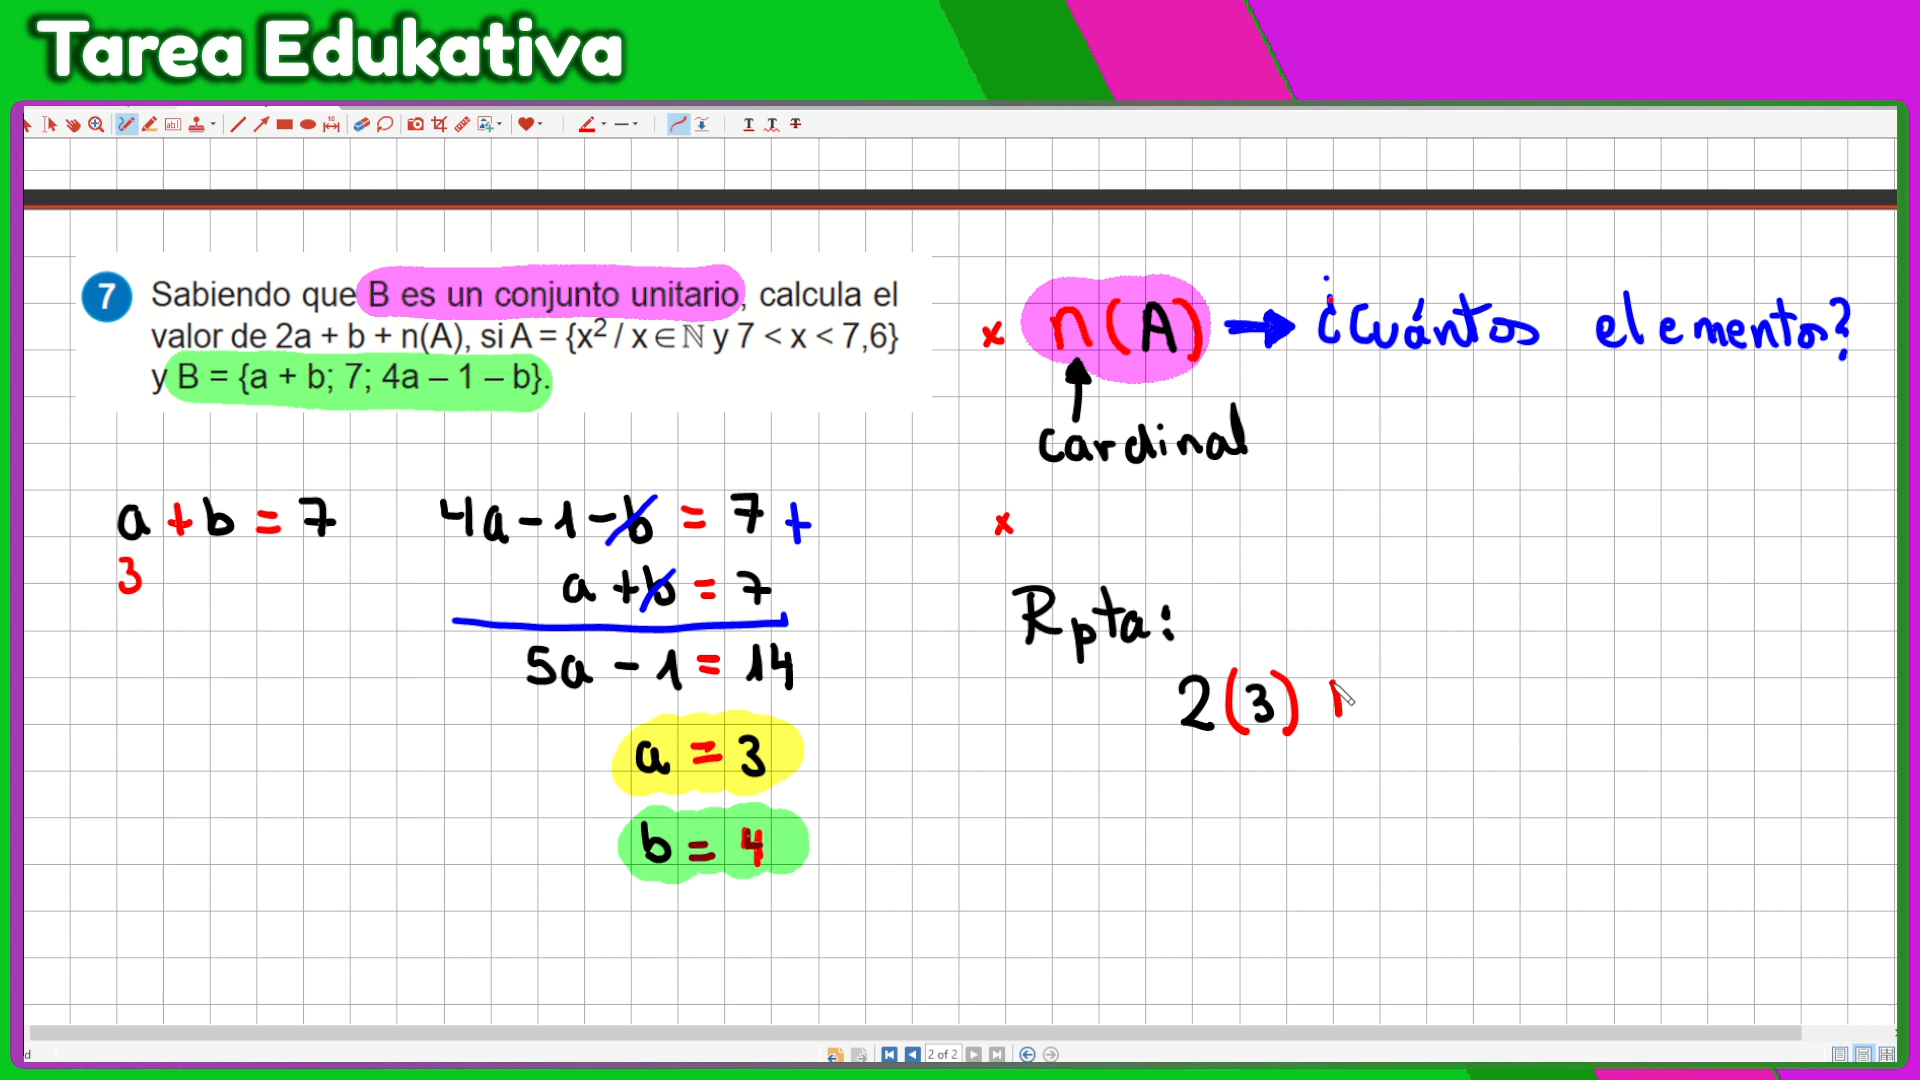 Tarea Edukativa
7 Sabiendo que B es un conjunto unitario, calcula el
valor de 2a + b + n(A), si A = {x² / x ∈ ℕ y 7 < x < 7,6}
y B = {a + b; 7; 4a – 1 – b}.
x n(A) → ¿Cuántos elementos?
cardinal
a + b = 7
3
4a - 1 - b = 7 +
a + b = 7
5a - 1 = 14
a = 3
b = 4
x
Rpta:
2(3)
2 of 2